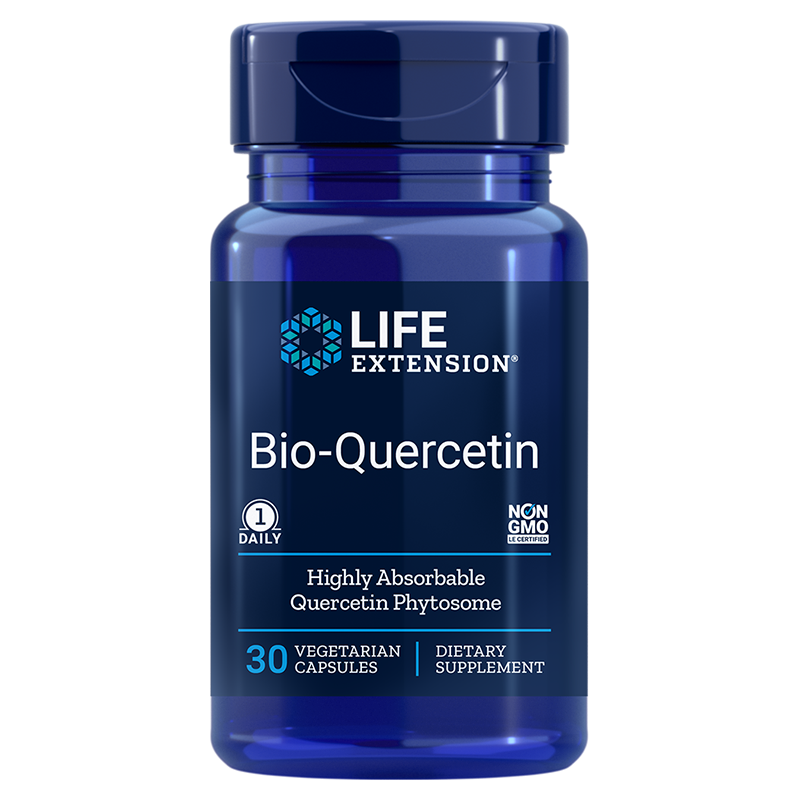 LIFE
EXTENSION®
Bio-Quercetin
1
DAILY
NON
GMO
LE CERTIFIED
Highly Absorbable
Quercetin Phytosome
30 VEGETARIAN
CAPSULES
DIETARY
SUPPLEMENT